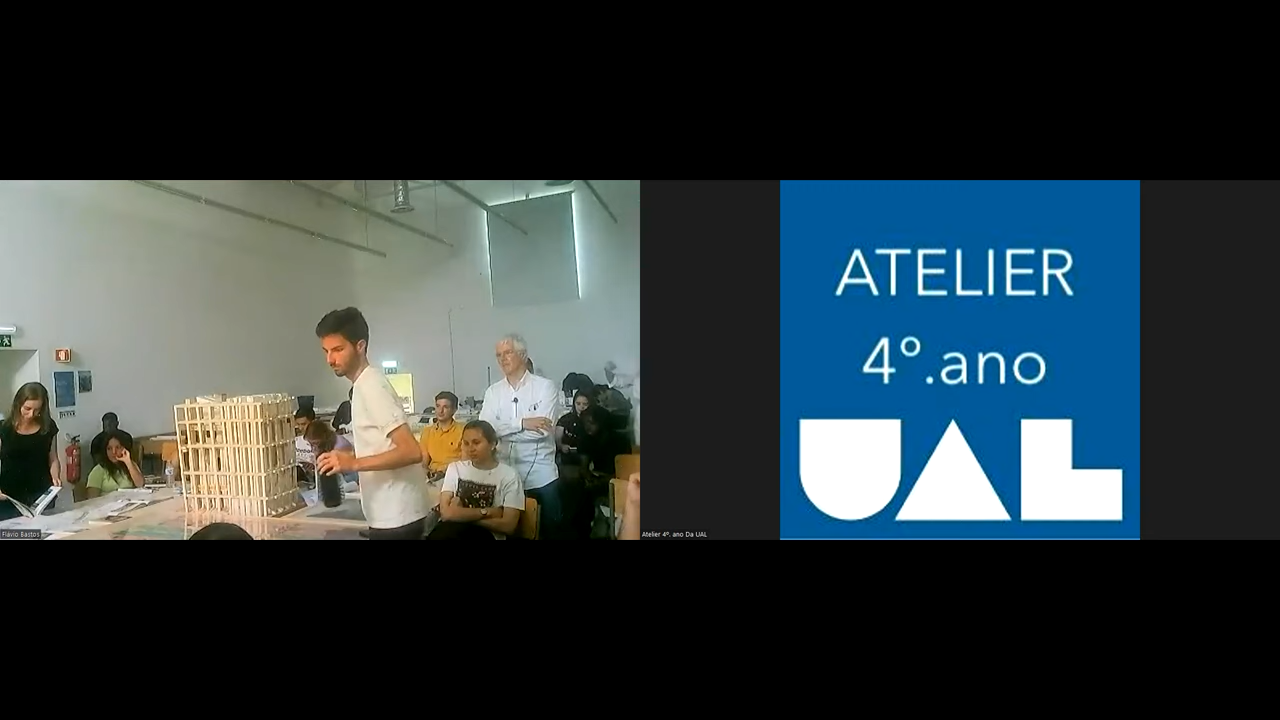 Flávio Bastos
ATELIER
4º.ano
UAL
Atelier 4º. ano Da UAL